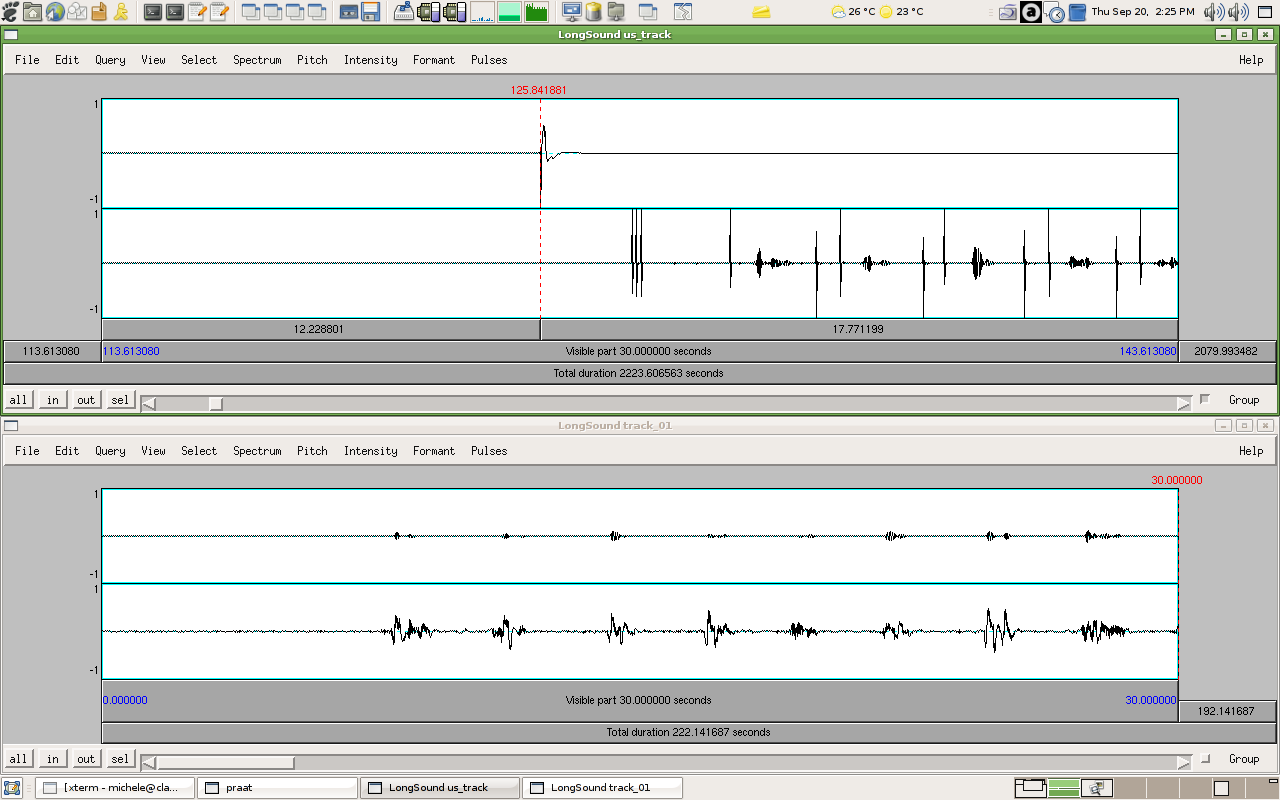 26 °C 23 °C Thu Sep 20, 2:25 PM
LongSound us_track
File Edit Query View Select Spectrum Pitch Intensity Formant Pulses Help
125.841881
1
-1
1
-1
12.228801 17.771199
113.613080 113.613080 Visible part 30.000000 seconds 143.613080 2079.993482
Total duration 2223.606563 seconds
all in out sel Group
LongSound track_01
File Edit Query View Select Spectrum Pitch Intensity Formant Pulses Help
30.000000
1
-1
1
-1
0.000000 Visible part 30.000000 seconds 30.000000
192.141687
Total duration 222.141687 seconds
all in out sel Group
[xterm - michele@cla... praat LongSound us_track LongSound track_01